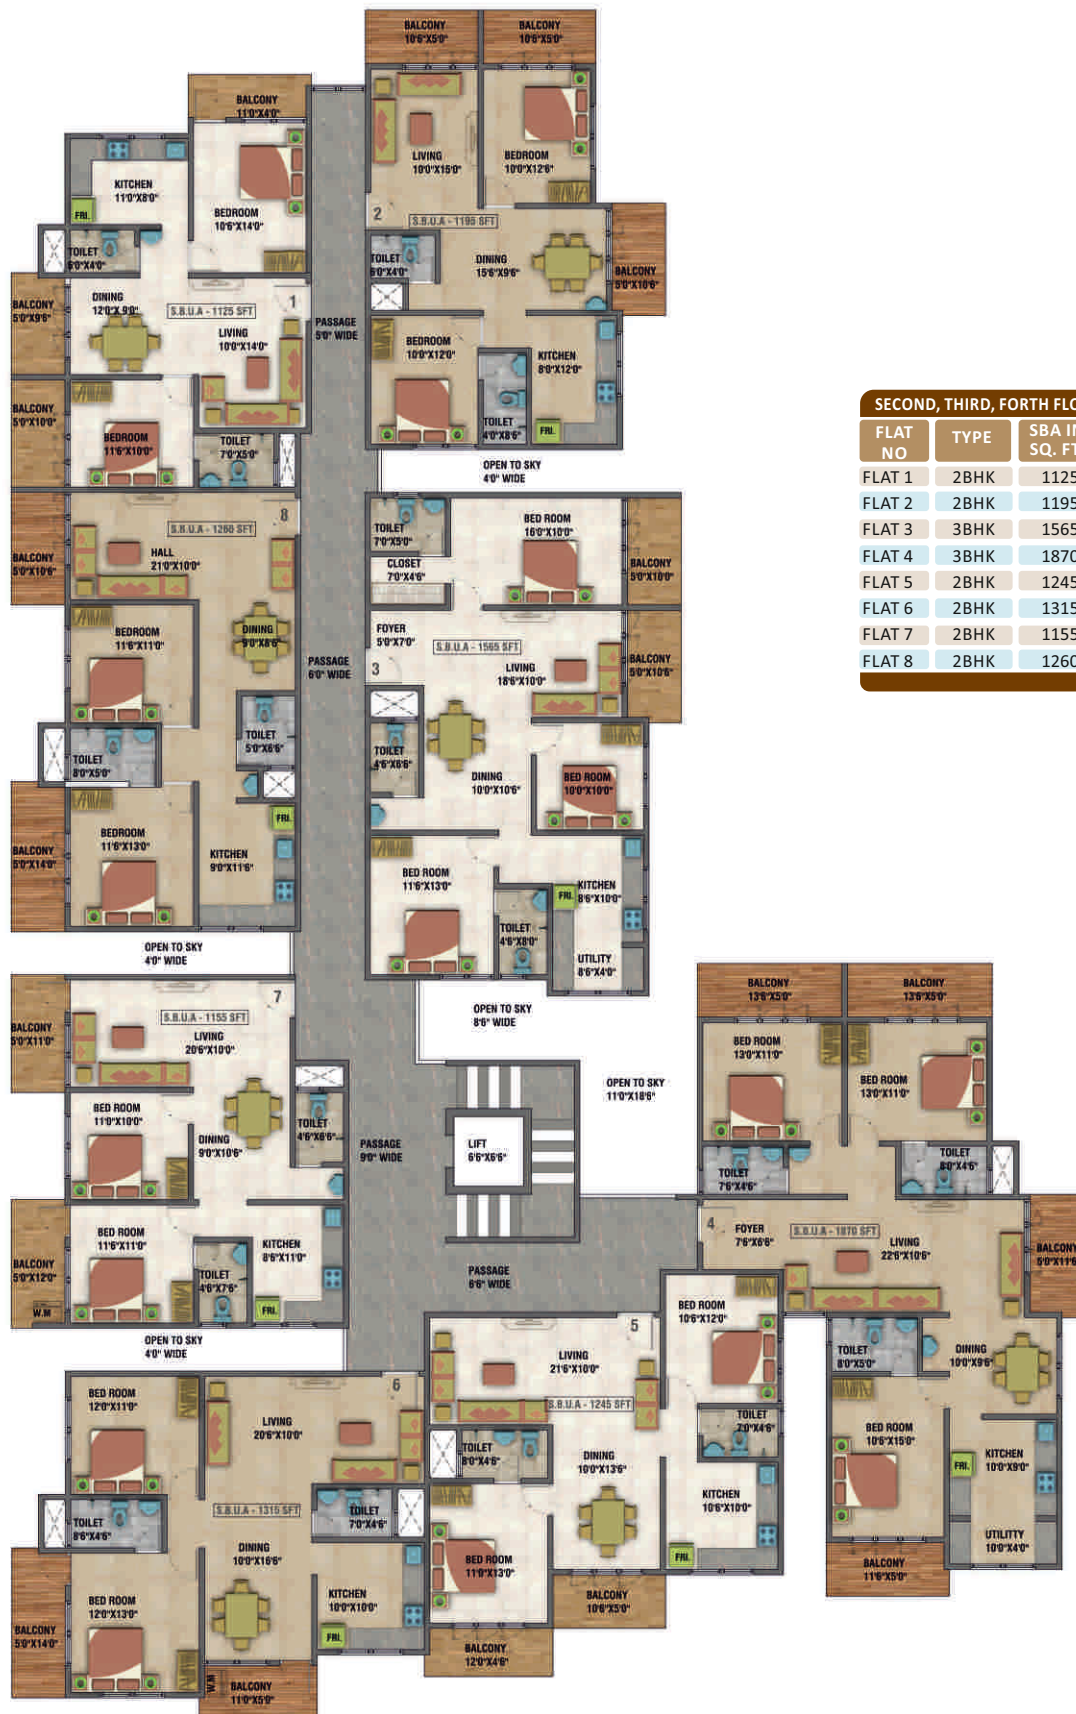 BALCONY
10'6"X5'0"
BALCONY
10'6"X5'0"
BALCONY
11'0"X4'0"
KITCHEN
11'0"X8'0"
FRI.
BEDROOM
10'6"X14'0"
TOILET
6'0"X4'0"
BALCONY
5'0"X9'6"
DINING
12'0"X 9'0"
S.B.U.A - 1125 SFT
1
LIVING
10'0"X14'0"
BALCONY
5'0"X10'0"
BEDROOM
11'6"X10'0"
TOILET
7'0"X5'0"
PASSAGE
5'0" WIDE
LIVING
10'0"X15'0"
BEDROOM
10'0"X12'6"
2
S.B.U.A - 1195 SFT
TOILET
6'0"X4'0"
DINING
15'6"X9'6"
BALCONY
5'0"X10'6"
BEDROOM
10'0"X12'0"
KITCHEN
8'0"X12'0"
TOILET
4'0"X8'6"
FRI.
OPEN TO SKY
4'0" WIDE
SECOND, THIRD, FORTH FLO
FLAT NO TYPE SBA IN SQ. FT
FLAT 1 2BHK 1125
FLAT 2 2BHK 1195
FLAT 3 3BHK 1565
FLAT 4 3BHK 1870
FLAT 5 2BHK 1245
FLAT 6 2BHK 1315
FLAT 7 2BHK 1155
FLAT 8 2BHK 1260
8
S.B.U.A - 1260 SFT
BALCONY
5'0"X10'6"
HALL
21'0"X10'0"
BEDROOM
11'6"X11'0"
DINING
9'0"X8'6"
TOILET
5'0"X6'6"
TOILET
8'0"X5'0"
BALCONY
5'0"X14'0"
BEDROOM
11'6"X13'0"
FRI.
KITCHEN
9'0"X11'6"
PASSAGE
6'0" WIDE
TOILET
7'0"X5'0"
BED ROOM
16'0"X10'0"
CLOSET
7'0"X4'6"
BALCONY
5'0"X10'0"
FOYER
5'0"X7'0"
S.B.U.A - 1565 SFT
3
LIVING
18'6"X10'0"
BALCONY
5'0"X10'6"
TOILET
4'6"X6'6"
DINING
10'0"X10'6"
BED ROOM
10'0"X10'0"
BED ROOM
11'6"X13'0"
FRI.
KITCHEN
8'6"X10'0"
TOILET
4'6"X8'0"
UTILITY
8'6"X4'0"
OPEN TO SKY
4'0" WIDE
OPEN TO SKY
8'6" WIDE
OPEN TO SKY
11'0"X18'6"
7
S.B.U.A - 1155 SFT
BALCONY
5'0"X11'0"
LIVING
20'6"X10'0"
BED ROOM
11'0"X10'0"
DINING
9'0"X10'6"
TOILET
4'6"X6'6"
BALCONY
5'0"X12'0"
W.M
BED ROOM
11'6"X11'0"
TOILET
4'6"X7'6"
KITCHEN
8'6"X11'0"
FRI.
PASSAGE
9'0" WIDE
LIFT
6'6"X6'6"
PASSAGE
6'6" WIDE
OPEN TO SKY
4'0" WIDE
BALCONY
13'6"X5'0"
BALCONY
13'6"X5'0"
BED ROOM
13'0"X11'0"
BED ROOM
13'0"X11'0"
TOILET
7'6"X4'6"
TOILET
8'0"X4'6"
4
FOYER
7'6"X6'6"
S.B.U.A - 1870 SFT
LIVING
22'6"X10'6"
BALCONY
5'0"X11'6"
TOILET
8'0"X5'0"
DINING
10'0"X9'6"
BED ROOM
10'6"X15'0"
FRI.
KITCHEN
10'0"X9'0"
UTILITTY
10'0"X4'0"
BALCONY
11'6"X5'0"
BED ROOM
10'6"X12'0"
5
LIVING
21'6"X10'0"
S.B.U.A - 1245 SFT
TOILET
7'0"X4'6"
TOILET
8'0"X4'6"
DINING
10'0"X13'6"
KITCHEN
10'6"X10'0"
FRI.
BED ROOM
11'0"X13'0"
BALCONY
10'6"X5'0"
BALCONY
12'0"X4'6"
6
BED ROOM
12'0"X11'0"
LIVING
20'6"X10'0"
S.B.U.A - 1315 SFT
TOILET
8'6"X4'6"
TOILET
7'0"X4'6"
DINING
10'0"X16'6"
BED ROOM
12'0"X13'0"
KITCHEN
10'0"X10'0"
FRI.
BALCONY
5'0"X14'0"
W.M
BALCONY
11'0"X5'0"